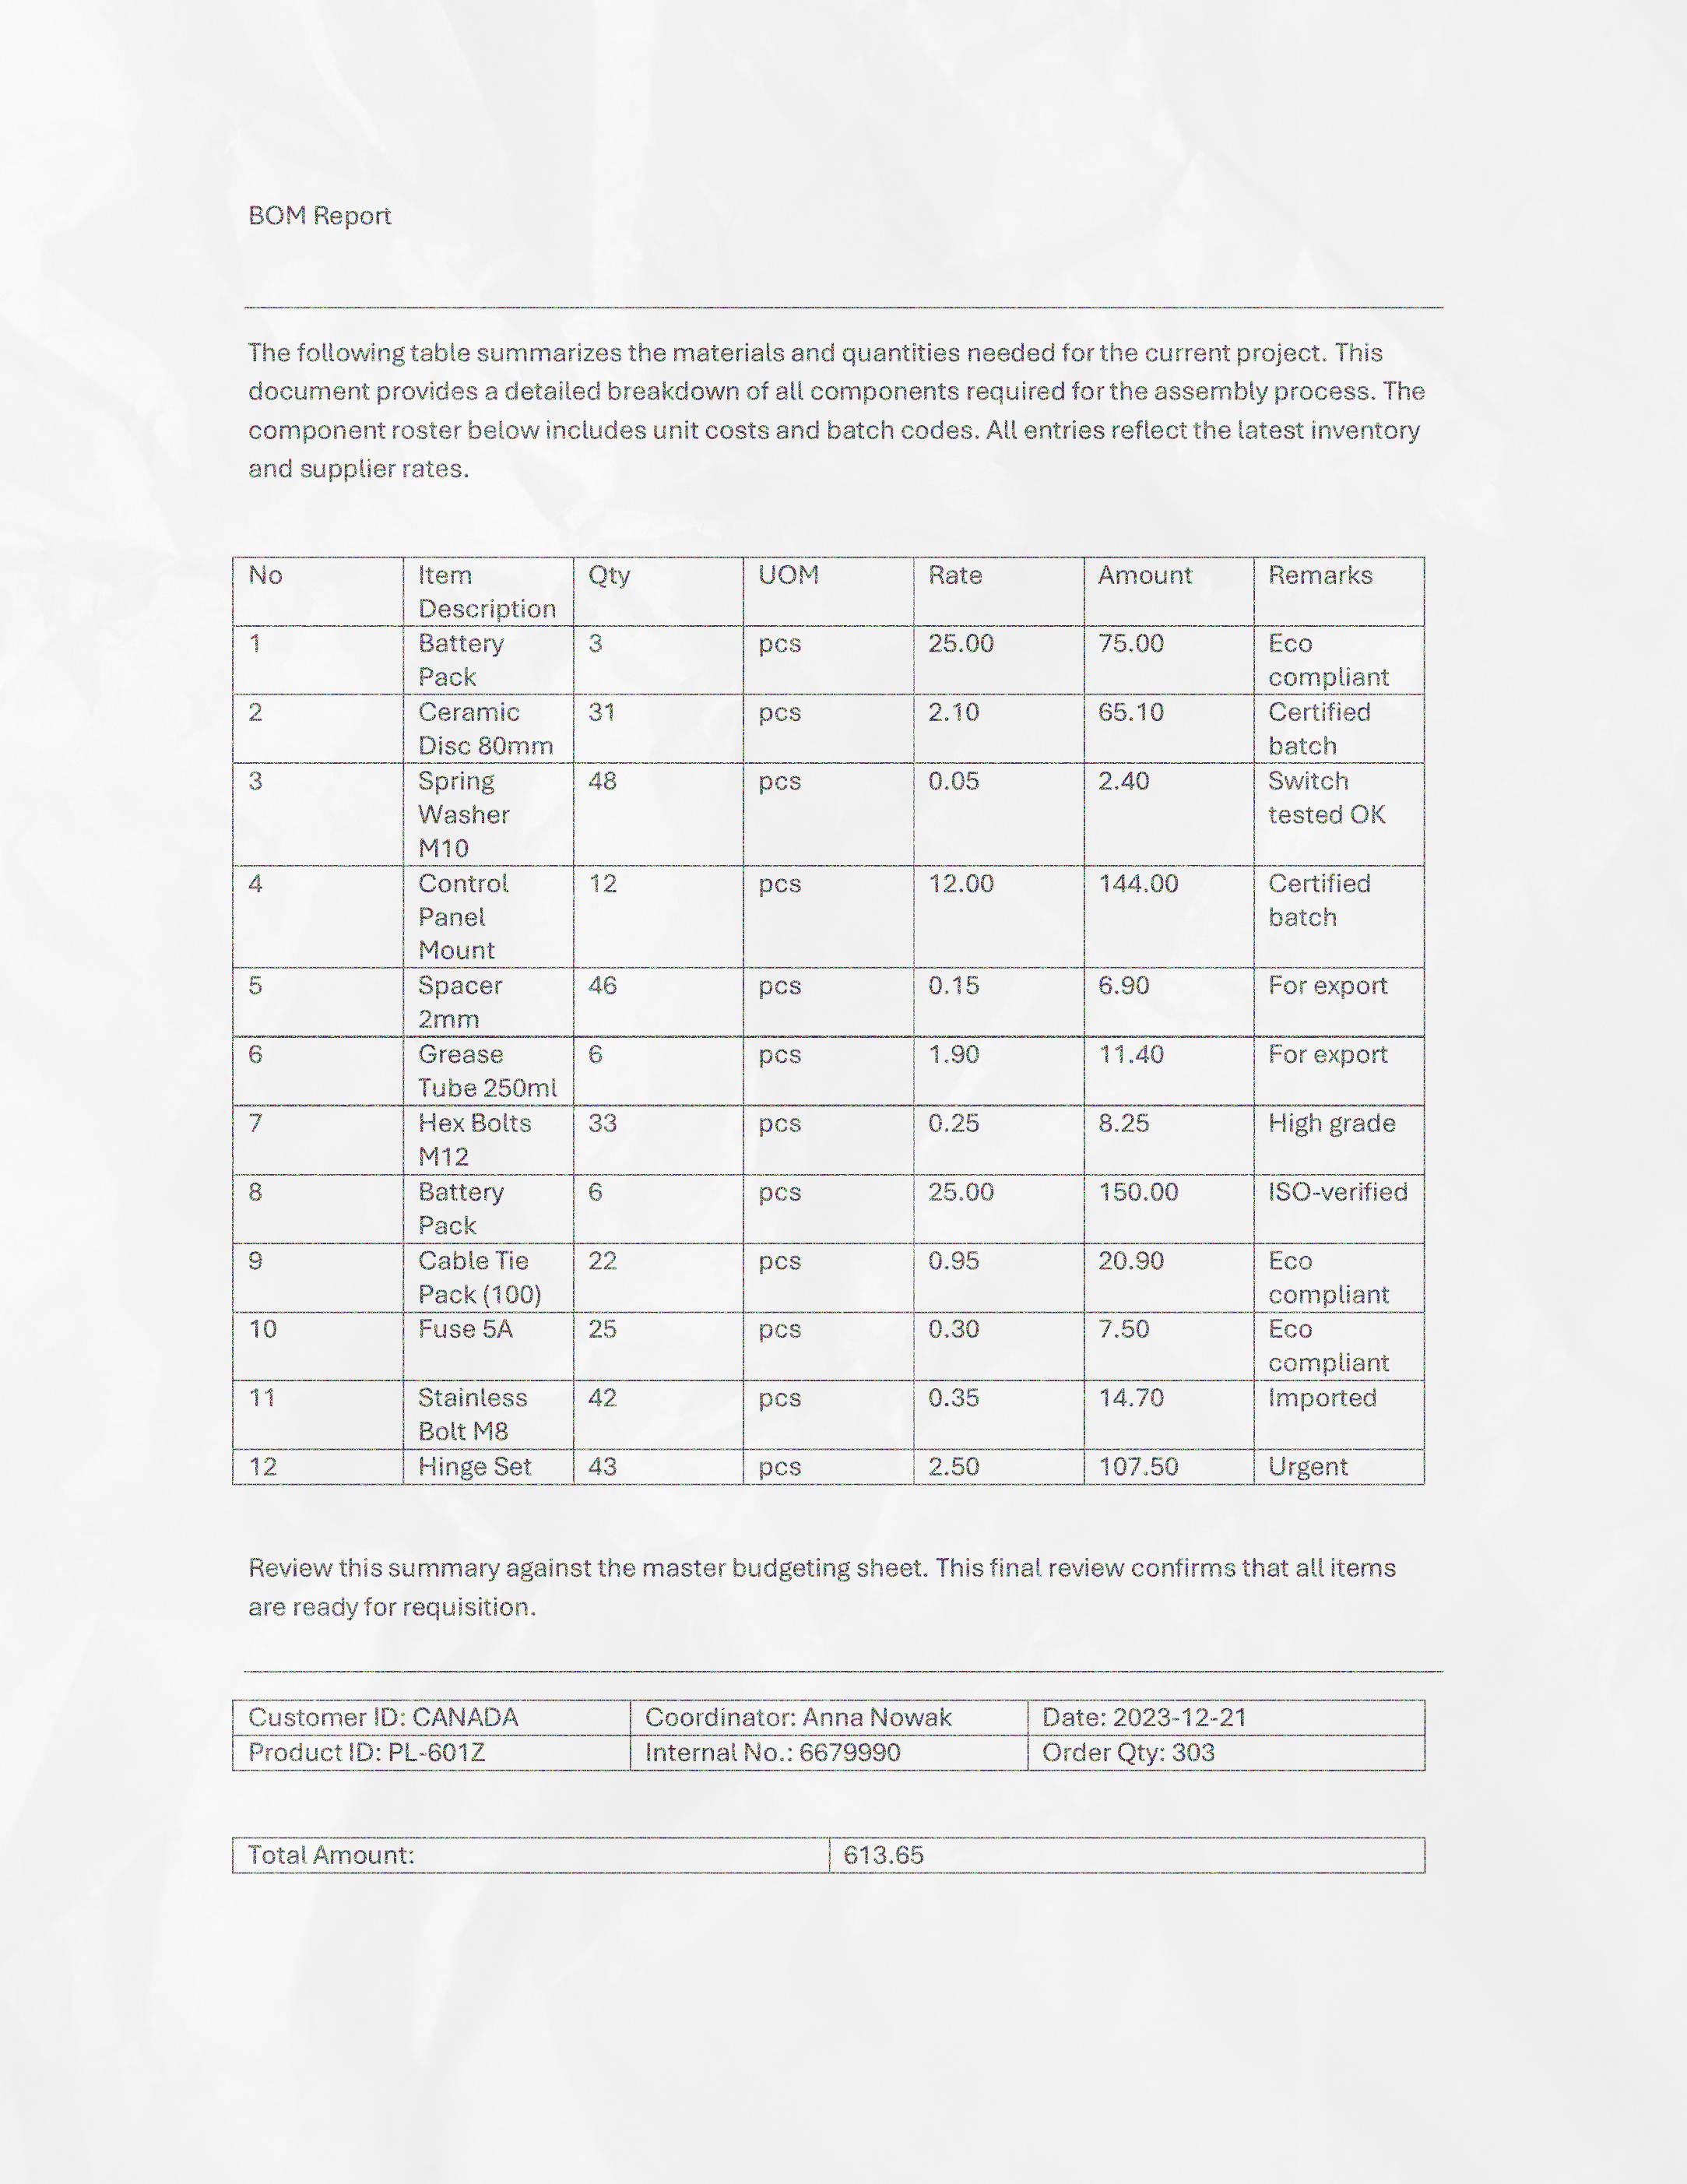 BOM Report
The following table summarizes the materials and quantities needed for the current project. This
document provides a detailed breakdown of all components required for the assembly process. The
component roster below includes unit costs and batch codes. All entries reflect the latest inventory
and supplier rates.
No Item Description Qty UOM Rate Amount Remarks
1 Battery Pack 3 pcs 25.00 75.00 Eco compliant
2 Ceramic Disc 80mm 31 pcs 2.10 65.10 Certified batch
3 Spring Washer M10 48 pcs 0.05 2.40 Switch tested OK
4 Control Panel Mount 12 pcs 12.00 144.00 Certified batch
5 Spacer 2mm 46 pcs 0.15 6.90 For export
6 Grease Tube 250ml 6 pcs 1.90 11.40 For export
7 Hex Bolts M12 33 pcs 0.25 8.25 High grade
8 Battery Pack 6 pcs 25.00 150.00 ISO-verified
9 Cable Tie Pack (100) 22 pcs 0.95 20.90 Eco compliant
10 Fuse 5A 25 pcs 0.30 7.50 Eco compliant
11 Stainless Bolt M8 42 pcs 0.35 14.70 Imported
12 Hinge Set 43 pcs 2.50 107.50 Urgent
Review this summary against the master budgeting sheet. This final review confirms that all items
are ready for requisition.
Customer ID: CANADA Coordinator: Anna Nowak Date: 2023-12-21
Product ID: PL-601Z Internal No.: 6679990 Order Qty: 303
Total Amount: 613.65